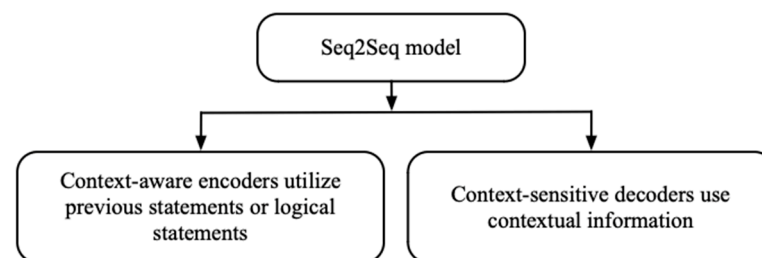 Seq2Seq model
Context-aware encoders utilize
previous statements or logical
statements
Context-sensitive decoders use
contextual information